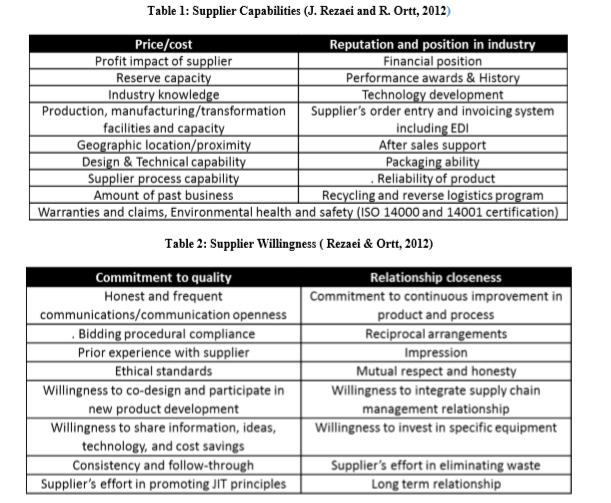 Table 1: Supplier Capabilities (J. Rezaei and R. Ortt, 2012)
Price/cost Reputation and position in industry
Profit impact of supplier Financial position
Reserve capacity Performance awards & History
Industry knowledge Technology development
Production, manufacturing/transformation Supplier's order entry and invoicing system
facilities and capacity including EDI
Geographic location/proximity After sales support
Design & Technical capability Packaging ability
Supplier process capability . Reliability of product
Amount of past business Recycling and reverse logistics program
Warranties and claims, Environmental health and safety (ISO 14000 and 14001 certification)
Table 2: Supplier Willingness ( Rezaei & Ortt, 2012)
Commitment to quality Relationship closeness
Honest and frequent Commitment to continuous improvement in
communications/communication openness product and process
. Bidding procedural compliance Reciprocal arrangements
Prior experience with supplier Impression
Ethical standards Mutual respect and honesty
Willingness to co-design and participate in Willingness to integrate supply chain
new product development management relationship
Willingness to share information, ideas, Willingness to invest in specific equipment
technology, and cost savings
Consistency and follow-through Supplier's effort in eliminating waste
Supplier's effort in promoting JIT principles Long term relationship